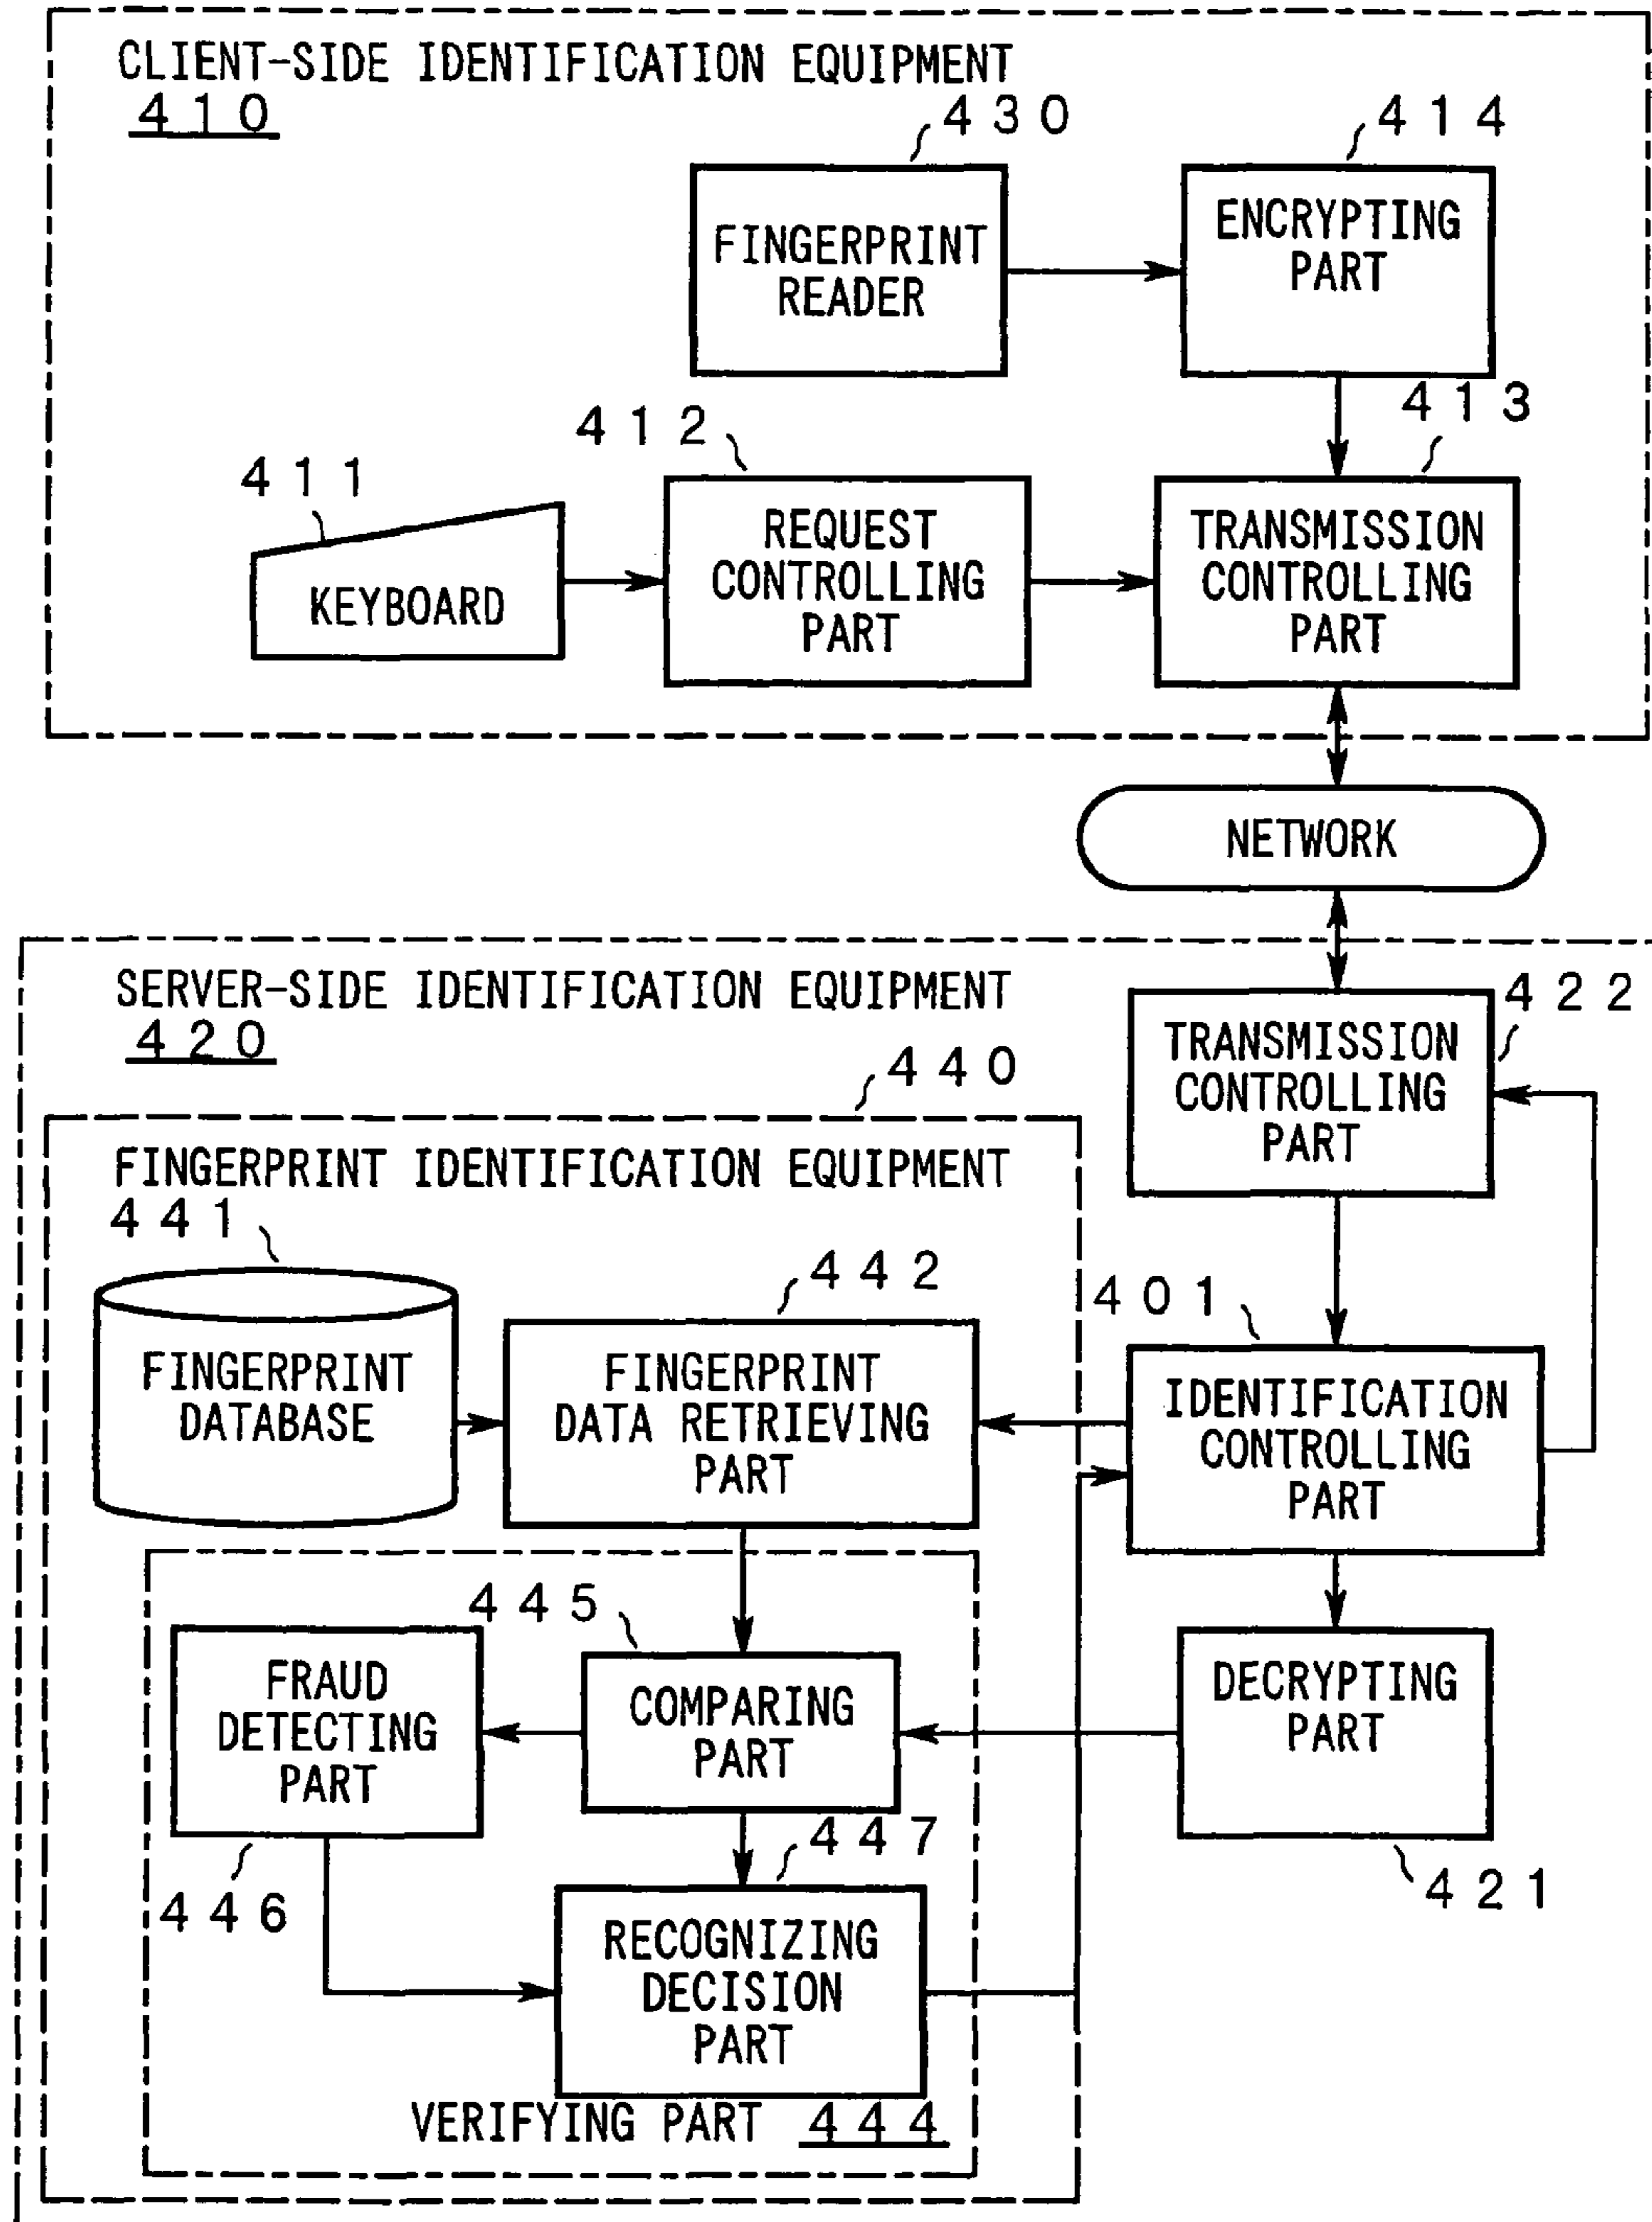 CLIENT-SIDE IDENTIFICATION EQUIPMENT
410
430
414
FINGERPRINT
READER
ENCRYPTING
PART
413
412
411
KEYBOARD
REQUEST
CONTROLLING
PART
TRANSMISSION
CONTROLLING
PART
NETWORK
SERVER-SIDE IDENTIFICATION EQUIPMENT
420
422
TRANSMISSION
CONTROLLING
PART
440
FINGERPRINT IDENTIFICATION EQUIPMENT
441
442
401
FINGERPRINT
DATABASE
FINGERPRINT
DATA RETRIEVING
PART
IDENTIFICATION
CONTROLLING
PART
445
FRAUD
DETECTING
PART
COMPARING
PART
DECRYPTING
PART
447
421
446
RECOGNIZING
DECISION
PART
VERIFYING PART 444